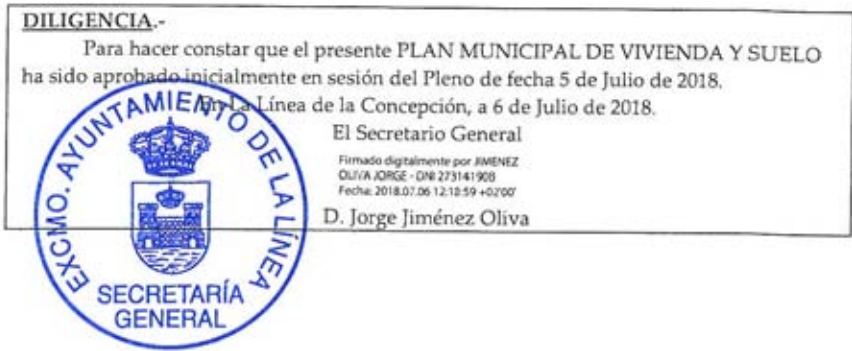 DILIGENCIA.-
Para hacer constar que el presente PLAN MUNICIPAL DE VIVIENDA Y SUELO
ha sido aprobado inicialmente en sesión del Pleno de fecha 5 de Julio de 2018.
En La Línea de la Concepción, a 6 de Julio de 2018.
El Secretario General
Firmado digitalmente por JIMENEZ
OLIVA JORGE - DNI 27314190B
Fecha: 2018.07.06 12:10:59 +02'00'
D. Jorge Jiménez Oliva
EXCMO. AYUNTAMIENTO DE LA LÍNEA
SECRETARÍA
GENERAL